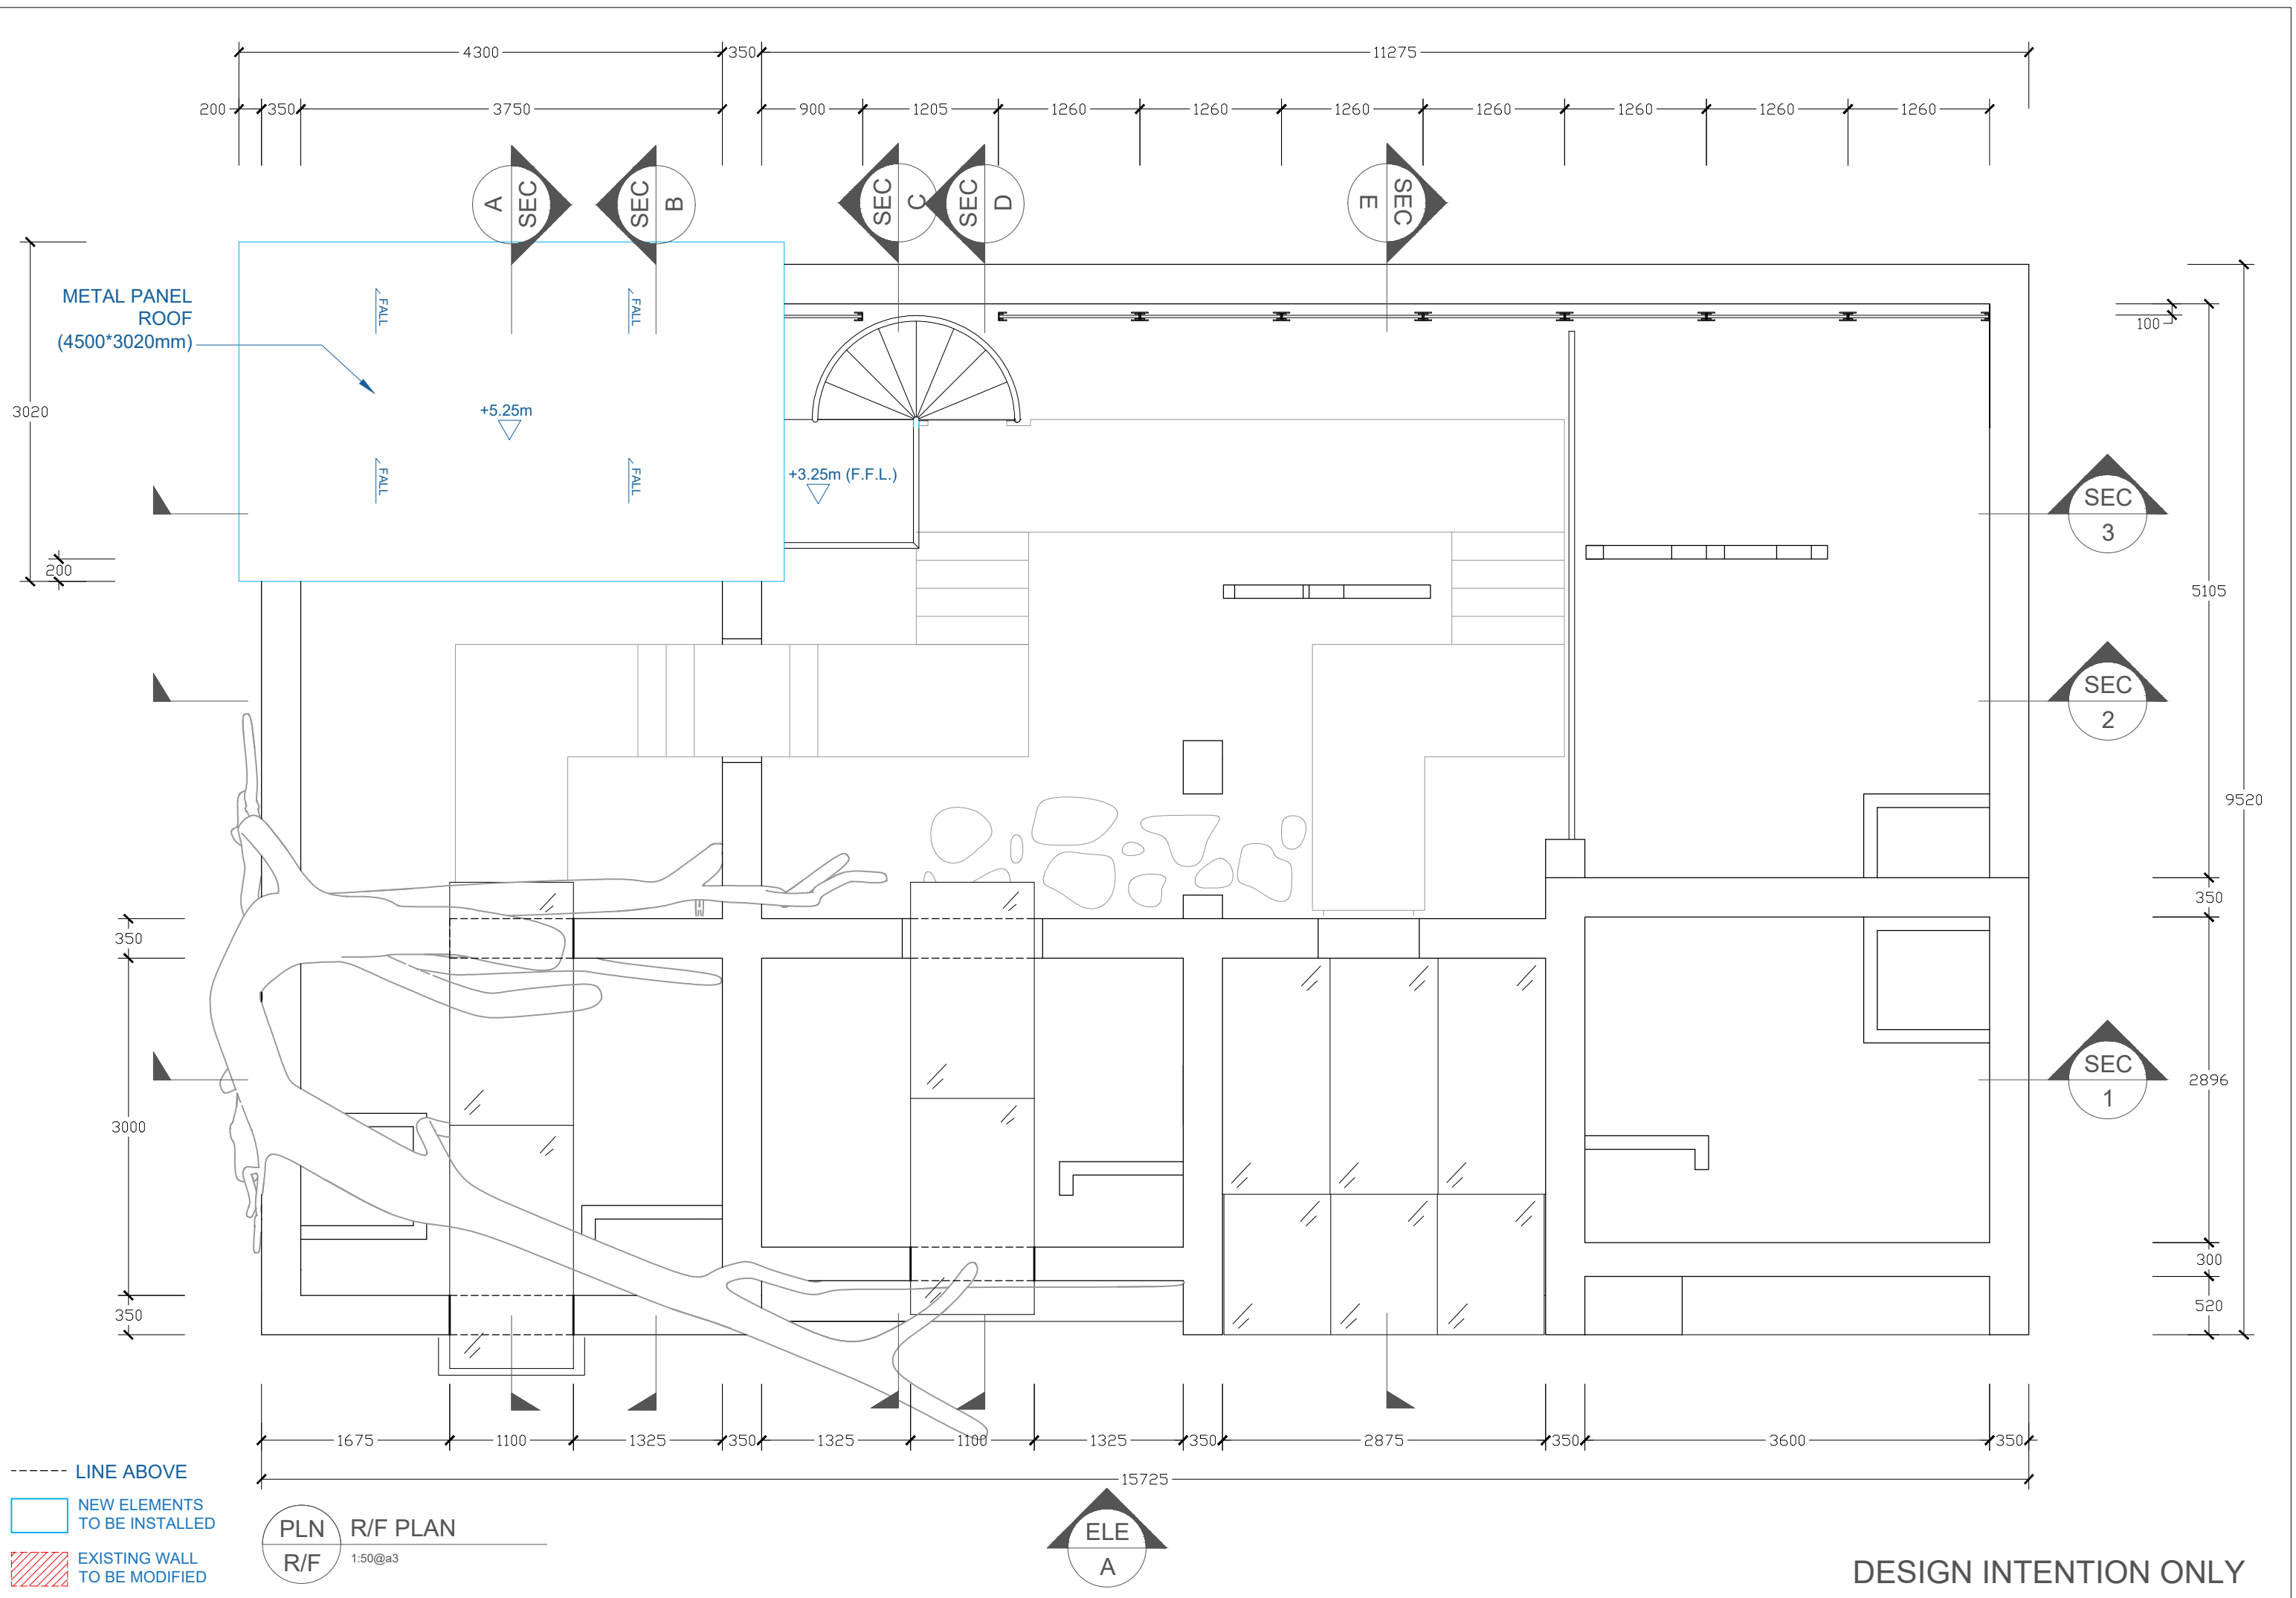 4300
350
11275
200
350
3750
900
1205
1260
1260
1260
1260
1260
1260
1260
A
SEC
SEC
B
SEC
C
SEC
D
SEC
E
METAL PANEL
ROOF
(4500*3020mm)
FALL
FALL
100
3020
+5.25m
+3.25m (F.F.L.)
FALL
FALL
SEC
3
200
5105
SEC
2
9520
350
350
SEC
1
2896
3000
300
350
520
1675
1100
1325
350
1325
1100
1325
350
2875
350
3600
350
15725
LINE ABOVE
NEW ELEMENTS
TO BE INSTALLED
EXISTING WALL
TO BE MODIFIED
PLN
R/F
R/F PLAN
1:50@a3
ELE
A
DESIGN INTENTION ONLY